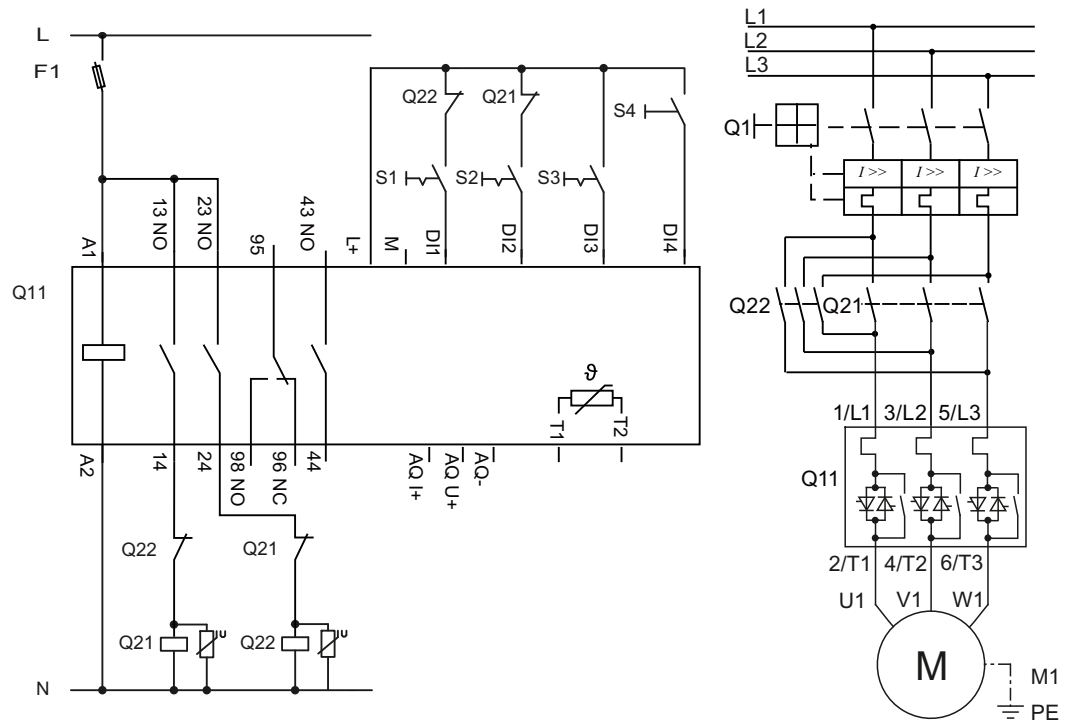 L
F1
Q22
Q21
S4
S1
S2
S3
13 NO
23 NO
43 NO
A1
95
L+
M
DI1
DI2
DI3
DI4
Q11
ϑ
T1
T2
A2
14
24
98 NO
96 NC
44
AQ I+
AQ U+
AQ-
Q22
Q21
Q21
U
Q22
U
N
L1
L2
L3
Q1
I >>
I >>
I >>
Q22
Q21
1/L1
3/L2
5/L3
Q11
2/T1
4/T2
6/T3
U1
V1
W1
M
M1
PE